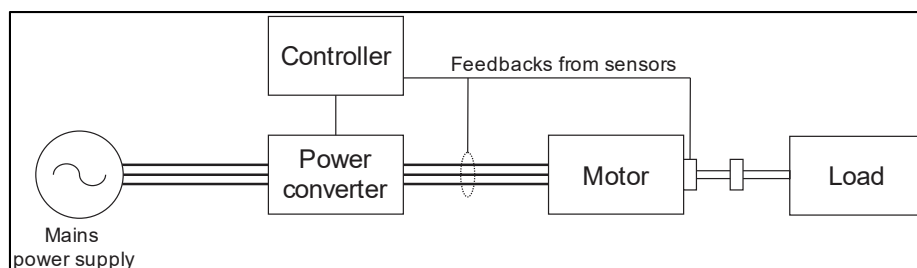 Controller
Feedbacks from sensors
Power
converter
Motor
Load
Mains
power supply